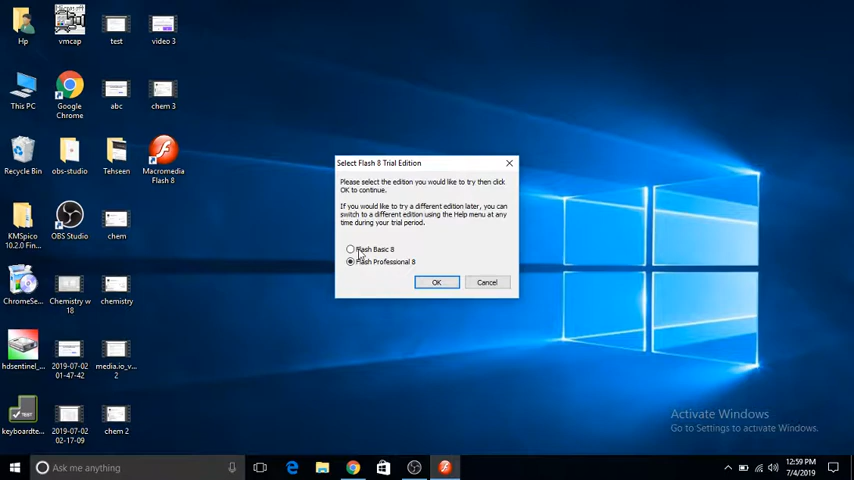 Hp
vmcap
test
video 3
This PC
Google
Chrome
abc
chem 3
Recycle Bin
obs-studio
Tehseen
Macromedia
Flash 8
KMSpico
10.2.0 Fin...
OBS Studio
chem
ChromeSe...
Chemistry w
18
chemistry
hdsentinel_...
2019-07-02
01-47-42
media.io_v...
2
keyboardte...
2019-07-02
02-17-09
chem 2
Select Flash 8 Trial Edition
Please select the edition you would like to try then click
OK to continue.
If you would like to try a different edition later, you can
switch to a different edition using the Help menu at any
time during your trial period.
Flash Basic 8
Flash Professional 8
OK
Cancel
Activate Windows
Go to Settings to activate Windows.
Ask me anything
12:59 PM
7/4/2019